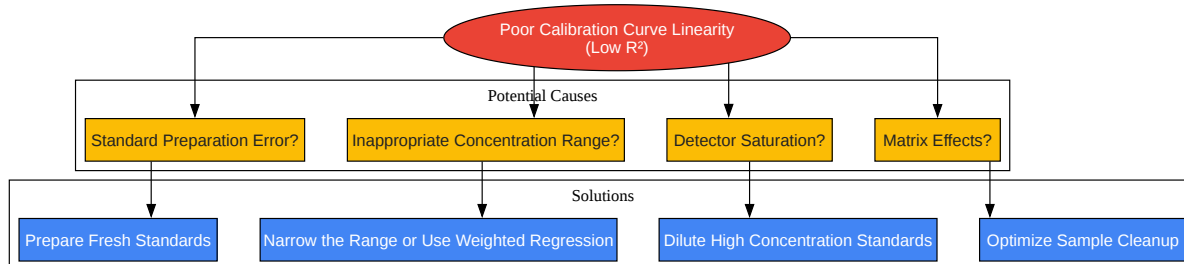 Poor Calibration Curve Linearity
(Low R²)
Potential Causes
Standard Preparation Error?
Inappropriate Concentration Range?
Detector Saturation?
Matrix Effects?
Solutions
Prepare Fresh Standards
Narrow the Range or Use Weighted Regression
Dilute High Concentration Standards
Optimize Sample Cleanup